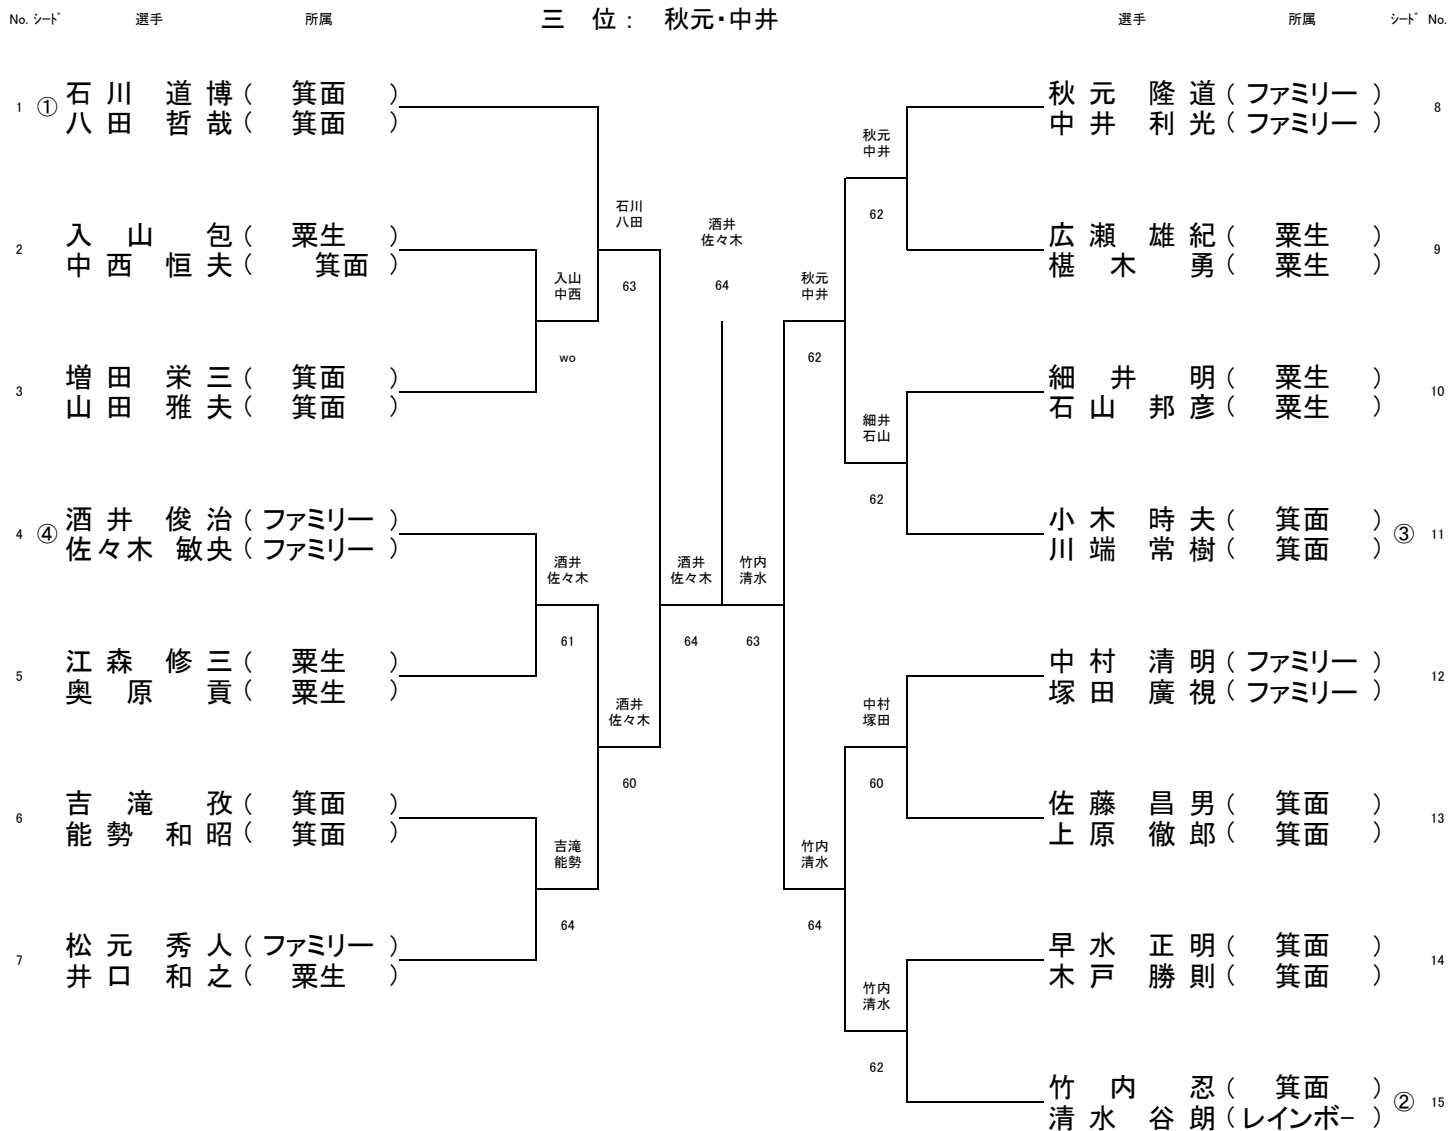 No. シード 選手 所属 三 位： 秋元・中井 選手 所属 シード No.
1 ① 石川 道博（ 箕面 ）
八田 哲哉（ 箕面 ）
2 入山 包（ 粟生 ）
中西 恒夫（ 箕面 ）
3 増田 栄三（ 箕面 ）
山田 雅夫（ 箕面 ）
4 ④ 酒井 俊治（ ファミリー ）
佐々木 敏央（ ファミリー ）
5 江森 修三（ 粟生 ）
奥原 貢（ 粟生 ）
6 吉滝 孜（ 箕面 ）
能勢 和昭（ 箕面 ）
7 松元 秀人（ ファミリー ）
井口 和之（ 粟生 ）
入山
中西
wo
酒井
佐々木
61
吉滝
能勢
64
石川
八田
63
酒井
佐々木
60
酒井
佐々木
64
酒井
佐々木
64
竹内
清水
63
秋元
中井
62
竹内
清水
64
秋元
中井
62
細井
石山
62
中村
塚田
60
竹内
清水
62
秋元 隆道（ ファミリー ） 8
中井 利光（ ファミリー ）
広瀬 雄紀（ 粟生 ） 9
椹木 勇（ 粟生 ）
細井 明（ 粟生 ） 10
石山 邦彦（ 粟生 ）
小木 時夫（ 箕面 ） ③ 11
川端 常樹（ 箕面 ）
中村 清明（ ファミリー ） 12
塚田 廣視（ ファミリー ）
佐藤 昌男（ 箕面 ） 13
上原 徹郎（ 箕面 ）
早水 正明（ 箕面 ） 14
木戸 勝則（ 箕面 ）
竹内 忍（ 箕面 ） ② 15
清水 谷朗（ レインボー ）